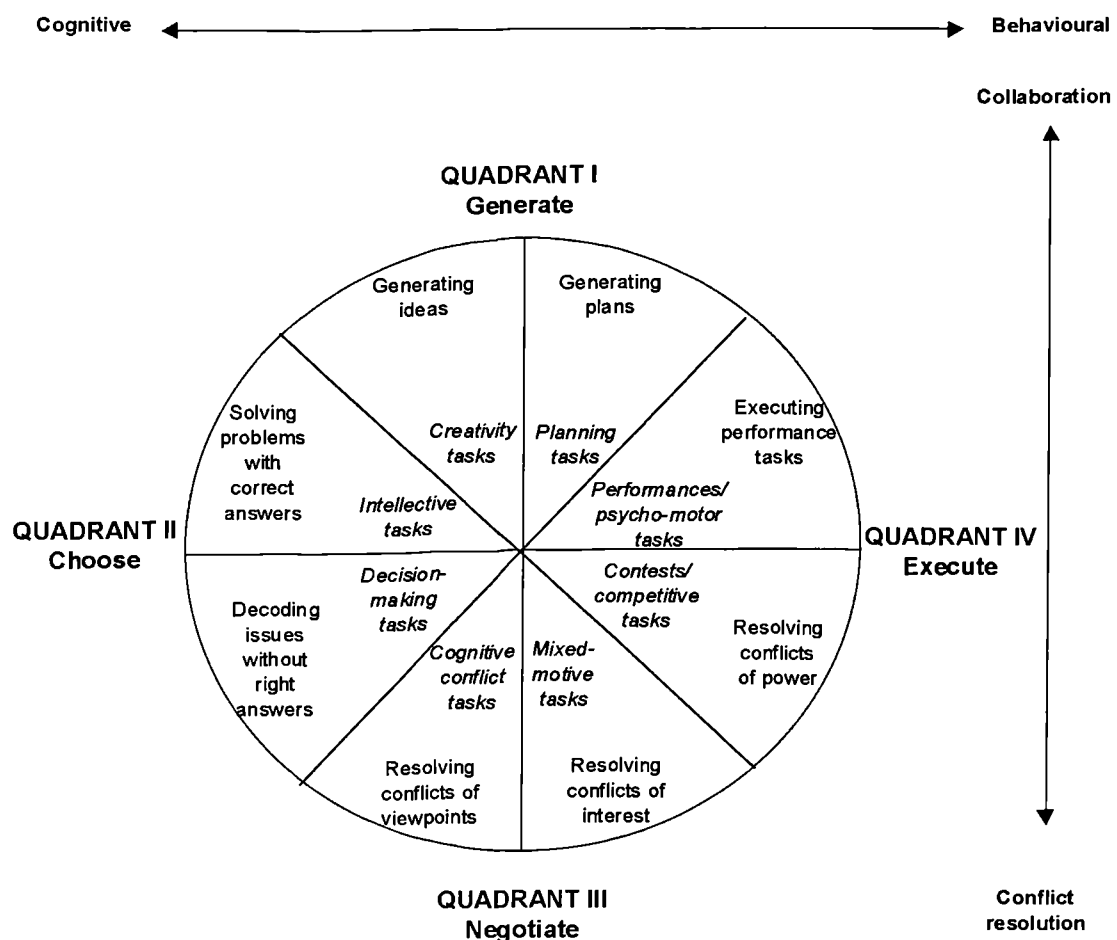 Cognitive
Behavioural
Collaboration
QUADRANT I
Generate
Generating
ideas
Generating
plans
Creativity
tasks
Planning
tasks
Solving
problems
with
correct
answers
Intellective
tasks
Executing
performance
tasks
Performances/
psycho-motor
tasks
QUADRANT II
Choose
QUADRANT IV
Execute
Decision-
making
tasks
Decoding
issues
without
right
answers
Cognitive
conflict
tasks
Mixed-
motive
tasks
Contests/
competitive
tasks
Resolving
conflicts
of power
Resolving
conflicts of
viewpoints
Resolving
conflicts of
interest
QUADRANT III
Negotiate
Conflict
resolution